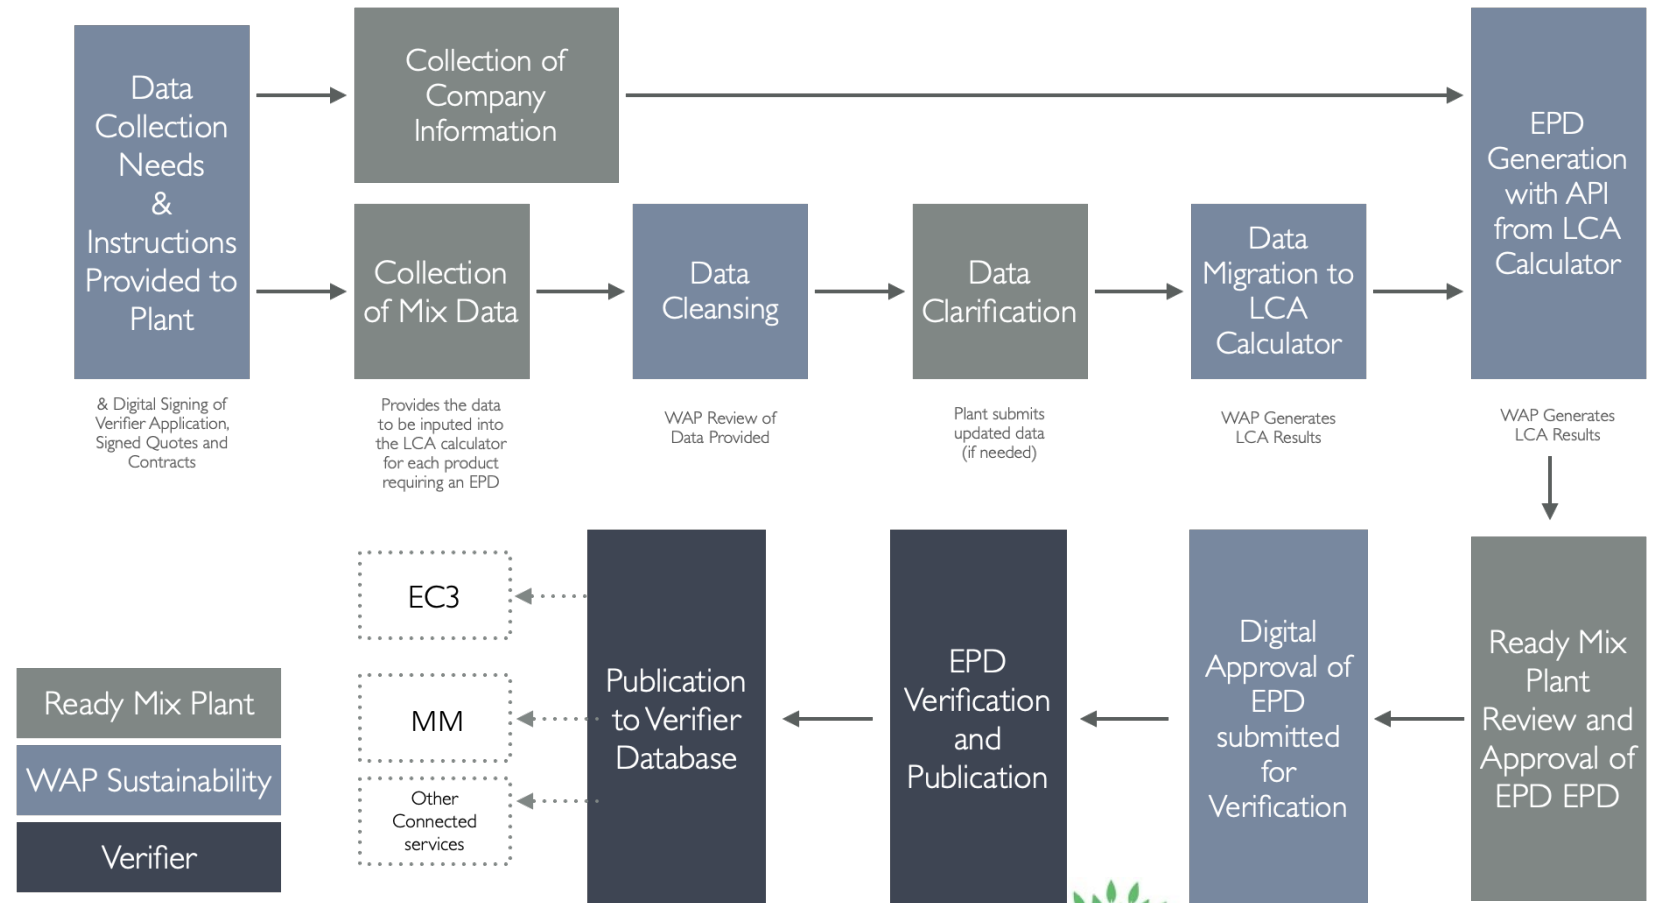 Data
Collection
Needs
&
Instructions
Provided to
Plant
& Digital Signing of
Verifier Application,
Signed Quotes and
Contracts
Collection of
Company
Information
Collection
of Mix Data
Provides the data
to be inputed into
the LCA calculator
for each product
requiring an EPD
Data
Cleansing
WAP Review of
Data Provided
Data
Clarification
Plant submits
updated data
(if needed)
Data
Migration to
LCA
Calculator
WAP Generates
LCA Results
EPD
Generation
with API
from LCA
Calculator
WAP Generates
LCA Results
Ready Mix
Plant
Review and
Approval of
EPD EPD
Digital
Approval of
EPD
submitted
for
Verification
EPD
Verification
and
Publication
Publication
to Verifier
Database
EC3
MM
Other
Connected
services
Ready Mix Plant
WAP Sustainability
Verifier